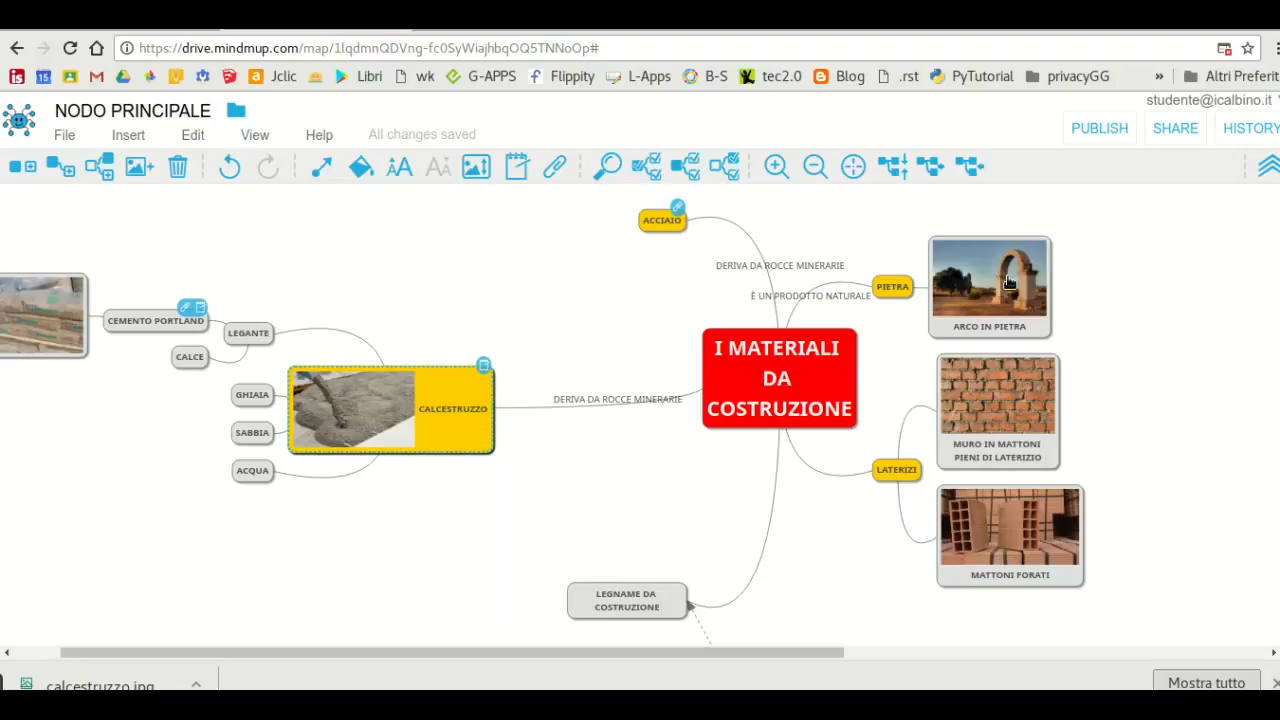 https://drive.mindmup.com/map/1lqdmnQDVng-fc0SyWiajhbqOQ5TNNoOp#
Jclic Libri wk G-APPS Flippity L-Apps B-S tec2.0 Blog .rst PyTutorial privacyGG » Altri Preferit
NODO PRINCIPALE
studente@icalbino.it
File Insert Edit View Help All changes saved
PUBLISH SHARE HISTORY
ACCIAIO
DERIVA DA ROCCE MINERARIE
PIETRA
È UN PRODOTTO NATURALE
ARCO IN PIETRA
CEMENTO PORTLAND
LEGANTE
CALCE
I MATERIALI
DA
COSTRUZIONE
GHIAIA
CALCESTRUZZO
DERIVA DA ROCCE MINERARIE
SABBIA
ACQUA
MURO IN MATTONI
PIENI DI LATERIZIO
LATERIZI
MATTONI FORATI
LEGNAME DA
COSTRUZIONE
calcestruzzo.jpg
Mostra tutto